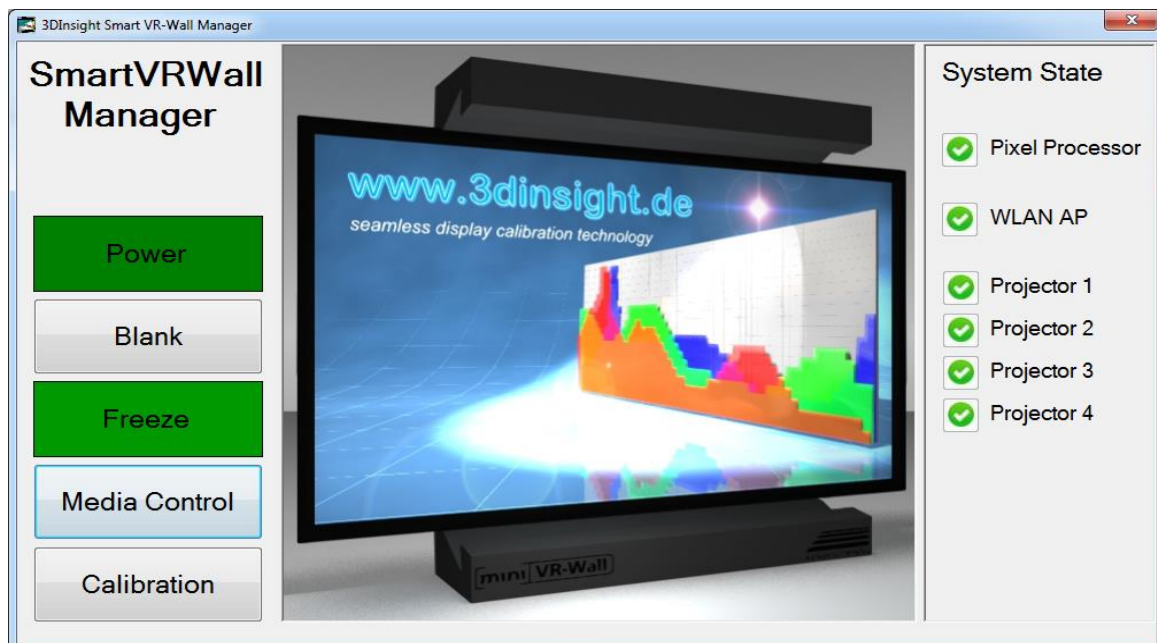 3DInsight Smart VR-Wall Manager
SmartVRWall
Manager
Power
Blank
Freeze
Media Control
Calibration
www.3dinsight.de
seamless display calibration technology
mini VR-Wall
System State
Pixel Processor
WLAN AP
Projector 1
Projector 2
Projector 3
Projector 4